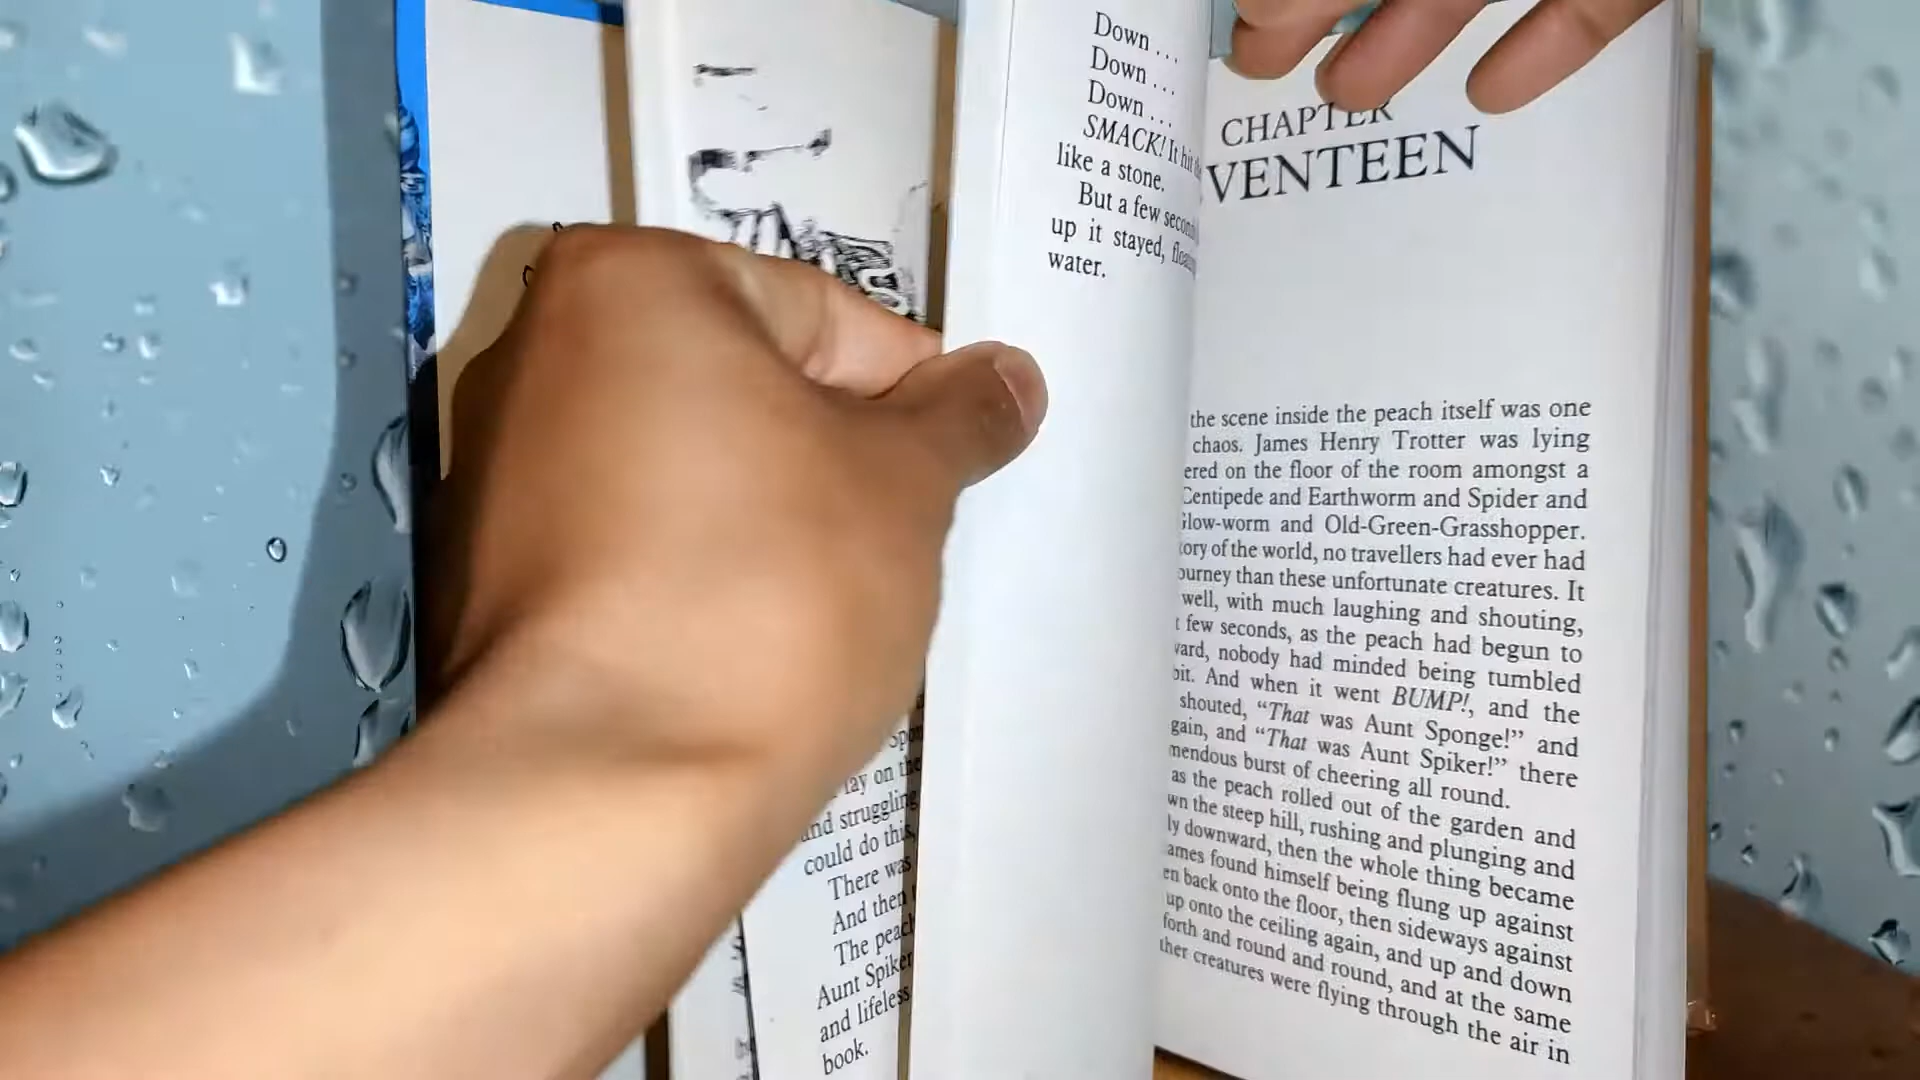 Spon
lay on the
and struggling
could do this,
There was
And then
The peach
Aunt Spiker
and lifeless
book.
Down . . .
Down . . .
Down . . .
SMACK! It hit the
like a stone.
But a few secon
up it stayed, floa
water.
CHAPTER
VENTEEN
the scene inside the peach itself was one
chaos. James Henry Trotter was lying
ered on the floor of the room amongst a
Centipede and Earthworm and Spider and
Glow-worm and Old-Green-Grasshopper.
tory of the world, no travellers had ever had
ourney than these unfortunate creatures. It
well, with much laughing and shouting,
t few seconds, as the peach had begun to
ward, nobody had minded being tumbled
bit. And when it went BUMP!, and the
shouted, “That was Aunt Sponge!” and
gain, and “That was Aunt Spiker!” there
mendous burst of cheering all round.
as the peach rolled out of the garden and
wn the steep hill, rushing and plunging and
ly downward, then the whole thing became
ames found himself being flung up against
en back onto the floor, then sideways against
up onto the ceiling again, and up and down
forth and round and round, and at the same
ther creatures were flying through the air in